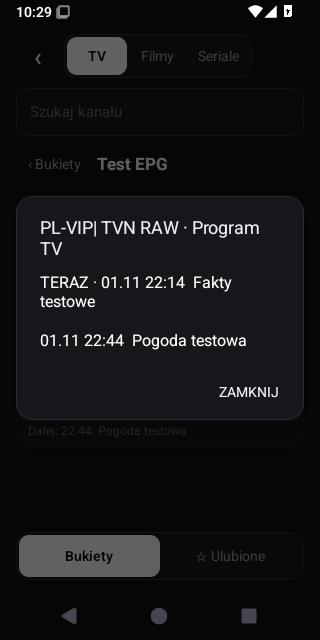 10:29
TV Filmy Seriale
Szukaj kanału
‹ Bukiety Test EPG
PL-VIP| TVN RAW · Program
TV
TERAZ · 01.11 22:14 Fakty
testowe
01.11 22:44 Pogoda testowa
ZAMKNIJ
Dalej: 22:44 Pogoda testowa
Bukiety ☆ Ulubione